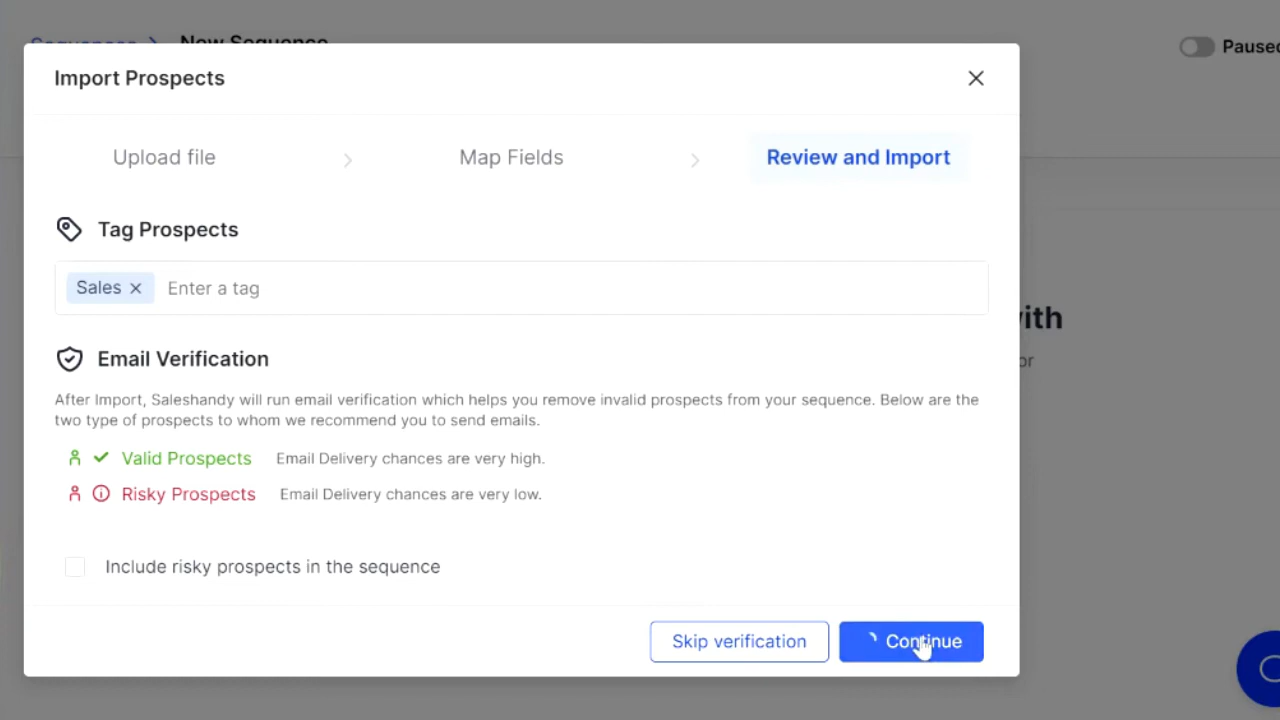 Sequences > New Sequence
Paused
Import Prospects
Upload file
Map Fields
Review and Import
Tag Prospects
Sales
Enter a tag
with
or
Email Verification
After Import, Saleshandy will run email verification which helps you remove invalid prospects from your sequence. Below are the
two type of prospects to whom we recommend you to send emails.
Valid Prospects Email Delivery chances are very high.
Risky Prospects Email Delivery chances are very low.
Include risky prospects in the sequence
Skip verification
Continue